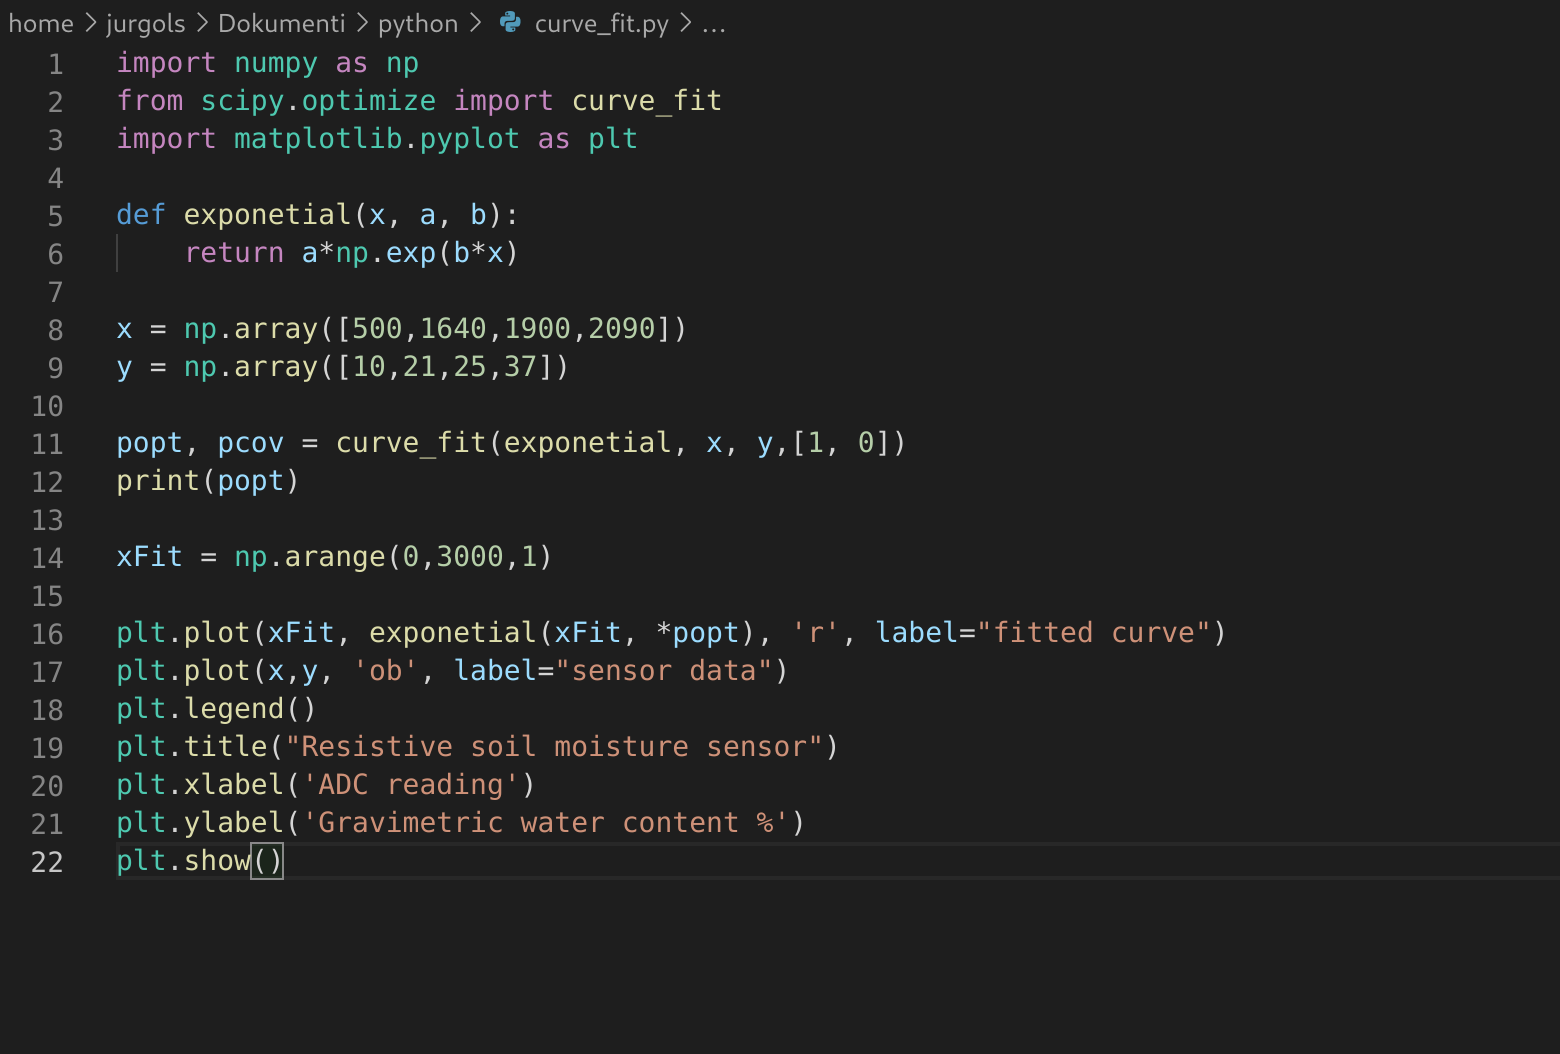 home > jurgols > Dokumenti > python > curve_fit.py > ...
1 import numpy as np
2 from scipy.optimize import curve_fit
3 import matplotlib.pyplot as plt
4
5 def exponetial(x, a, b):
6     return a*np.exp(b*x)
7
8 x = np.array([500,1640,1900,2090])
9 y = np.array([10,21,25,37])
10
11 popt, pcov = curve_fit(exponetial, x, y,[1, 0])
12 print(popt)
13
14 xFit = np.arange(0,3000,1)
15
16 plt.plot(xFit, exponetial(xFit, *popt), 'r', label="fitted curve")
17 plt.plot(x,y, 'ob', label="sensor data")
18 plt.legend()
19 plt.title("Resistive soil moisture sensor")
20 plt.xlabel('ADC reading')
21 plt.ylabel('Gravimetric water content %')
22 plt.show()